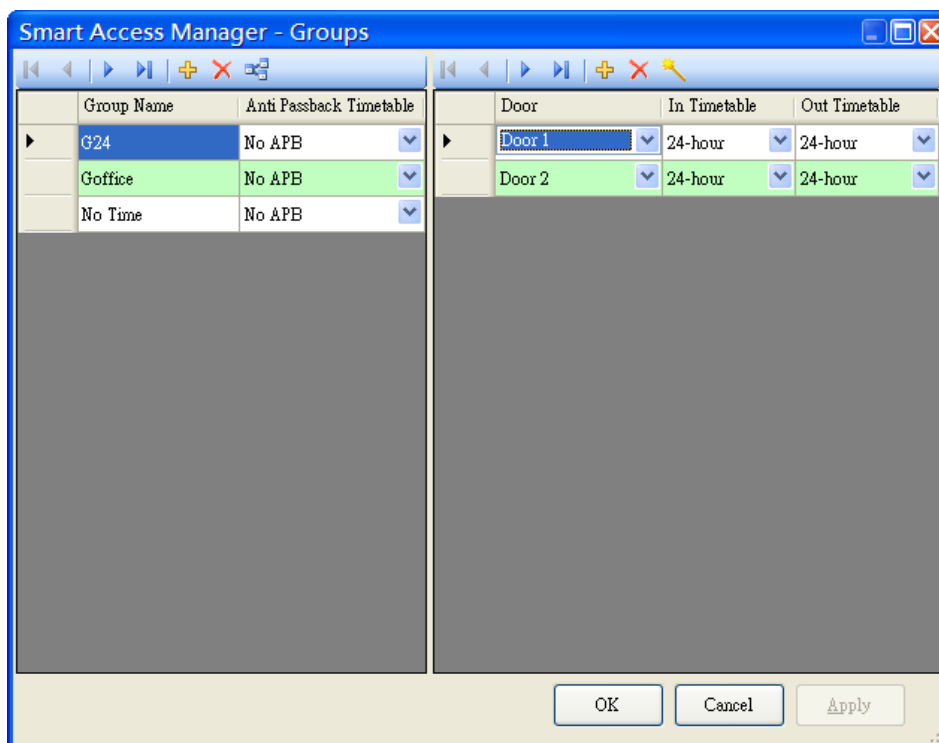 Smart Access Manager - Groups
Group Name Anti Passback Timetable
G24 No APB
Goffice No APB
No Time No APB
Door In Timetable Out Timetable
Door 1 24-hour 24-hour
Door 2 24-hour 24-hour
OK Cancel Apply